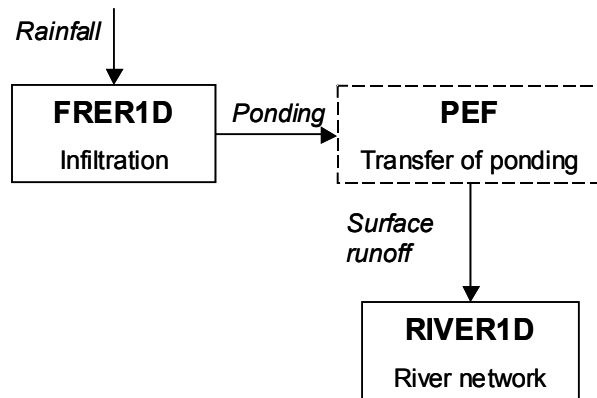 Rainfall
FRER1D
Infiltration
Ponding
PEF
Transfer of ponding
Surface
runoff
RIVER1D
River network